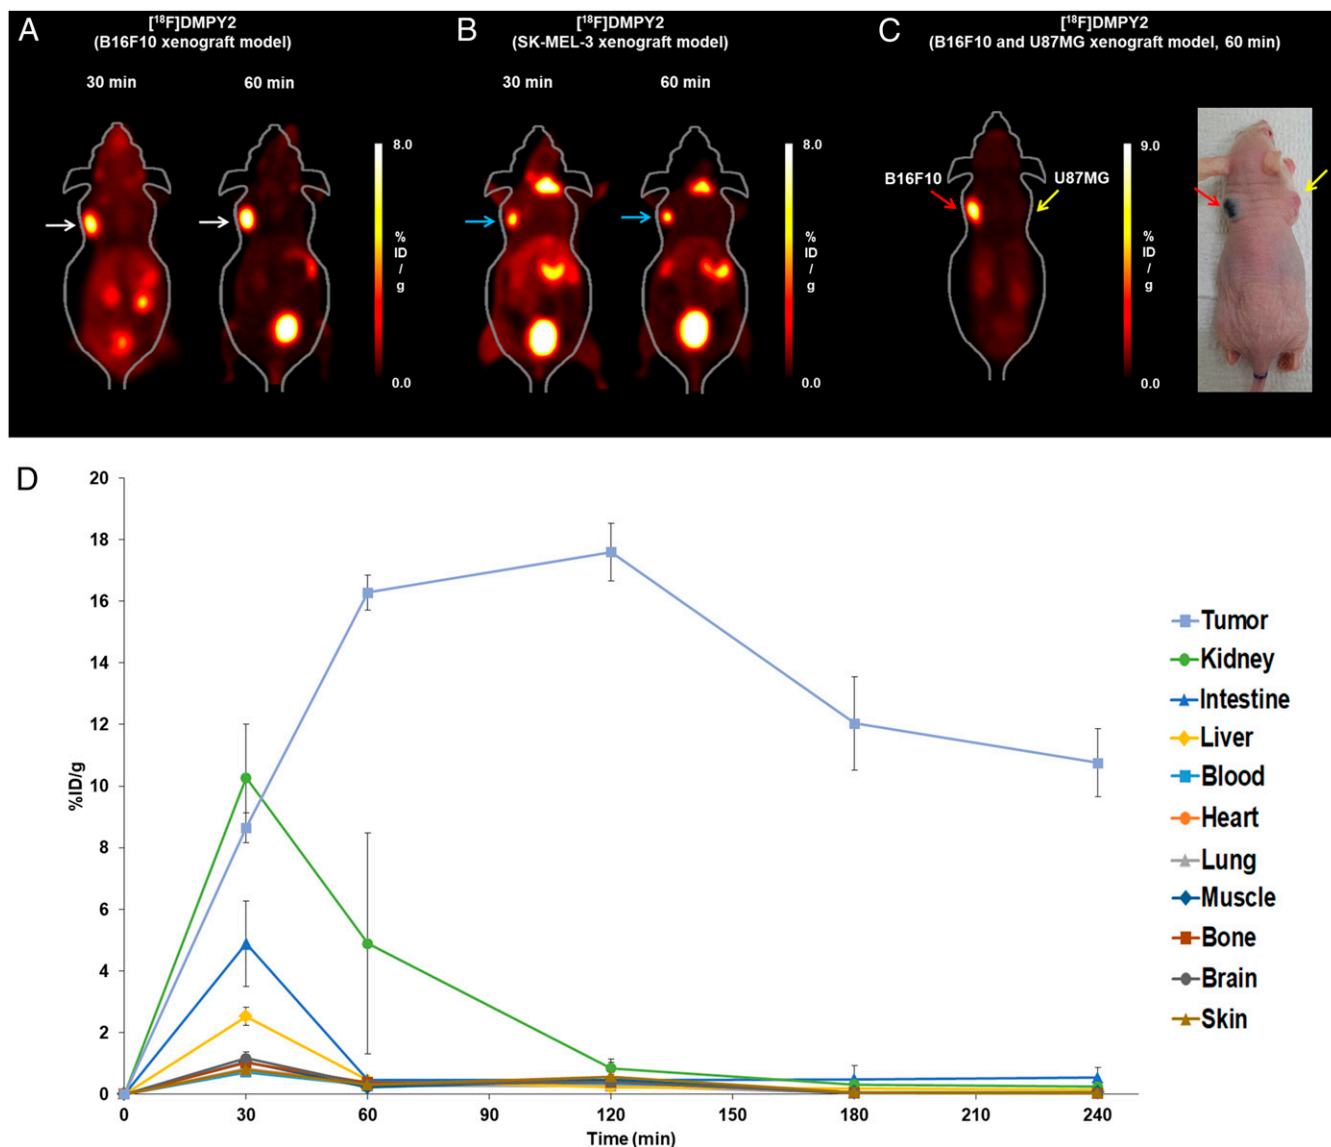 A
[¹⁸F]DMPY2
(B16F10 xenograft model)
30 min
60 min
8.0
%
ID
/
g
0.0
B
[¹⁸F]DMPY2
(SK-MEL-3 xenograft model)
30 min
60 min
8.0
%
ID
/
g
0.0
C
[¹⁸F]DMPY2
(B16F10 and U87MG xenograft model, 60 min)
B16F10
U87MG
9.0
%
ID
/
g
0.0
D
20
18
16
14
12
10
8
6
4
2
0
%ID/g
0
30
60
90
120
150
180
210
240
Time (min)
Tumor
Kidney
Intestine
Liver
Blood
Heart
Lung
Muscle
Bone
Brain
Skin